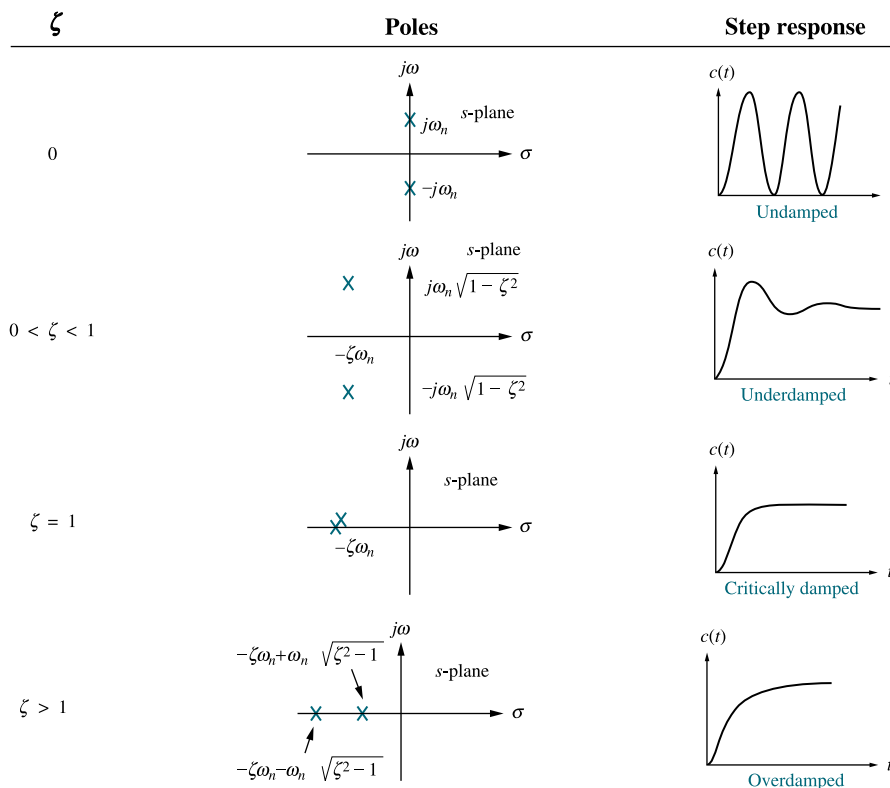 ζ Poles Step response
jω
s-plane
jω_n
σ
−jω_n
0
c(t)
Undamped
jω
s-plane
jω_n √(1 − ζ²)
σ
−ζω_n
−jω_n √(1 − ζ²)
0 < ζ < 1
c(t)
Underdamped
jω
s-plane
σ
−ζω_n
ζ = 1
c(t)
t
Critically damped
jω
−ζω_n+ω_n √(ζ² − 1)
s-plane
σ
−ζω_n−ω_n √(ζ² − 1)
ζ > 1
c(t)
t
Overdamped